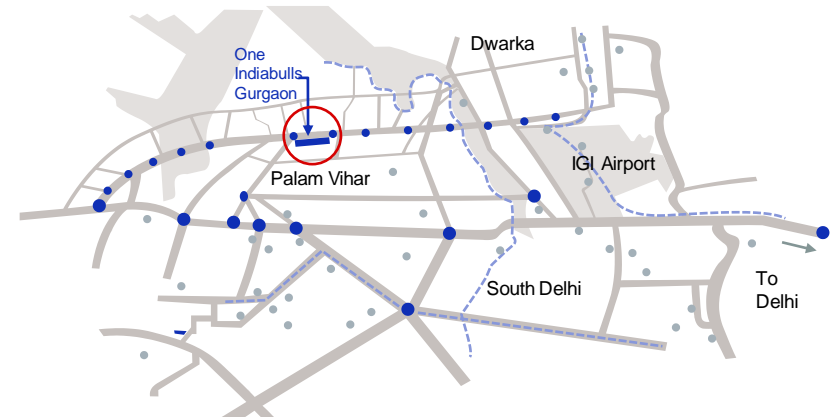 Dwarka
One
Indiabulls
Gurgaon
IGI Airport
Palam Vihar
To
Delhi
South Delhi